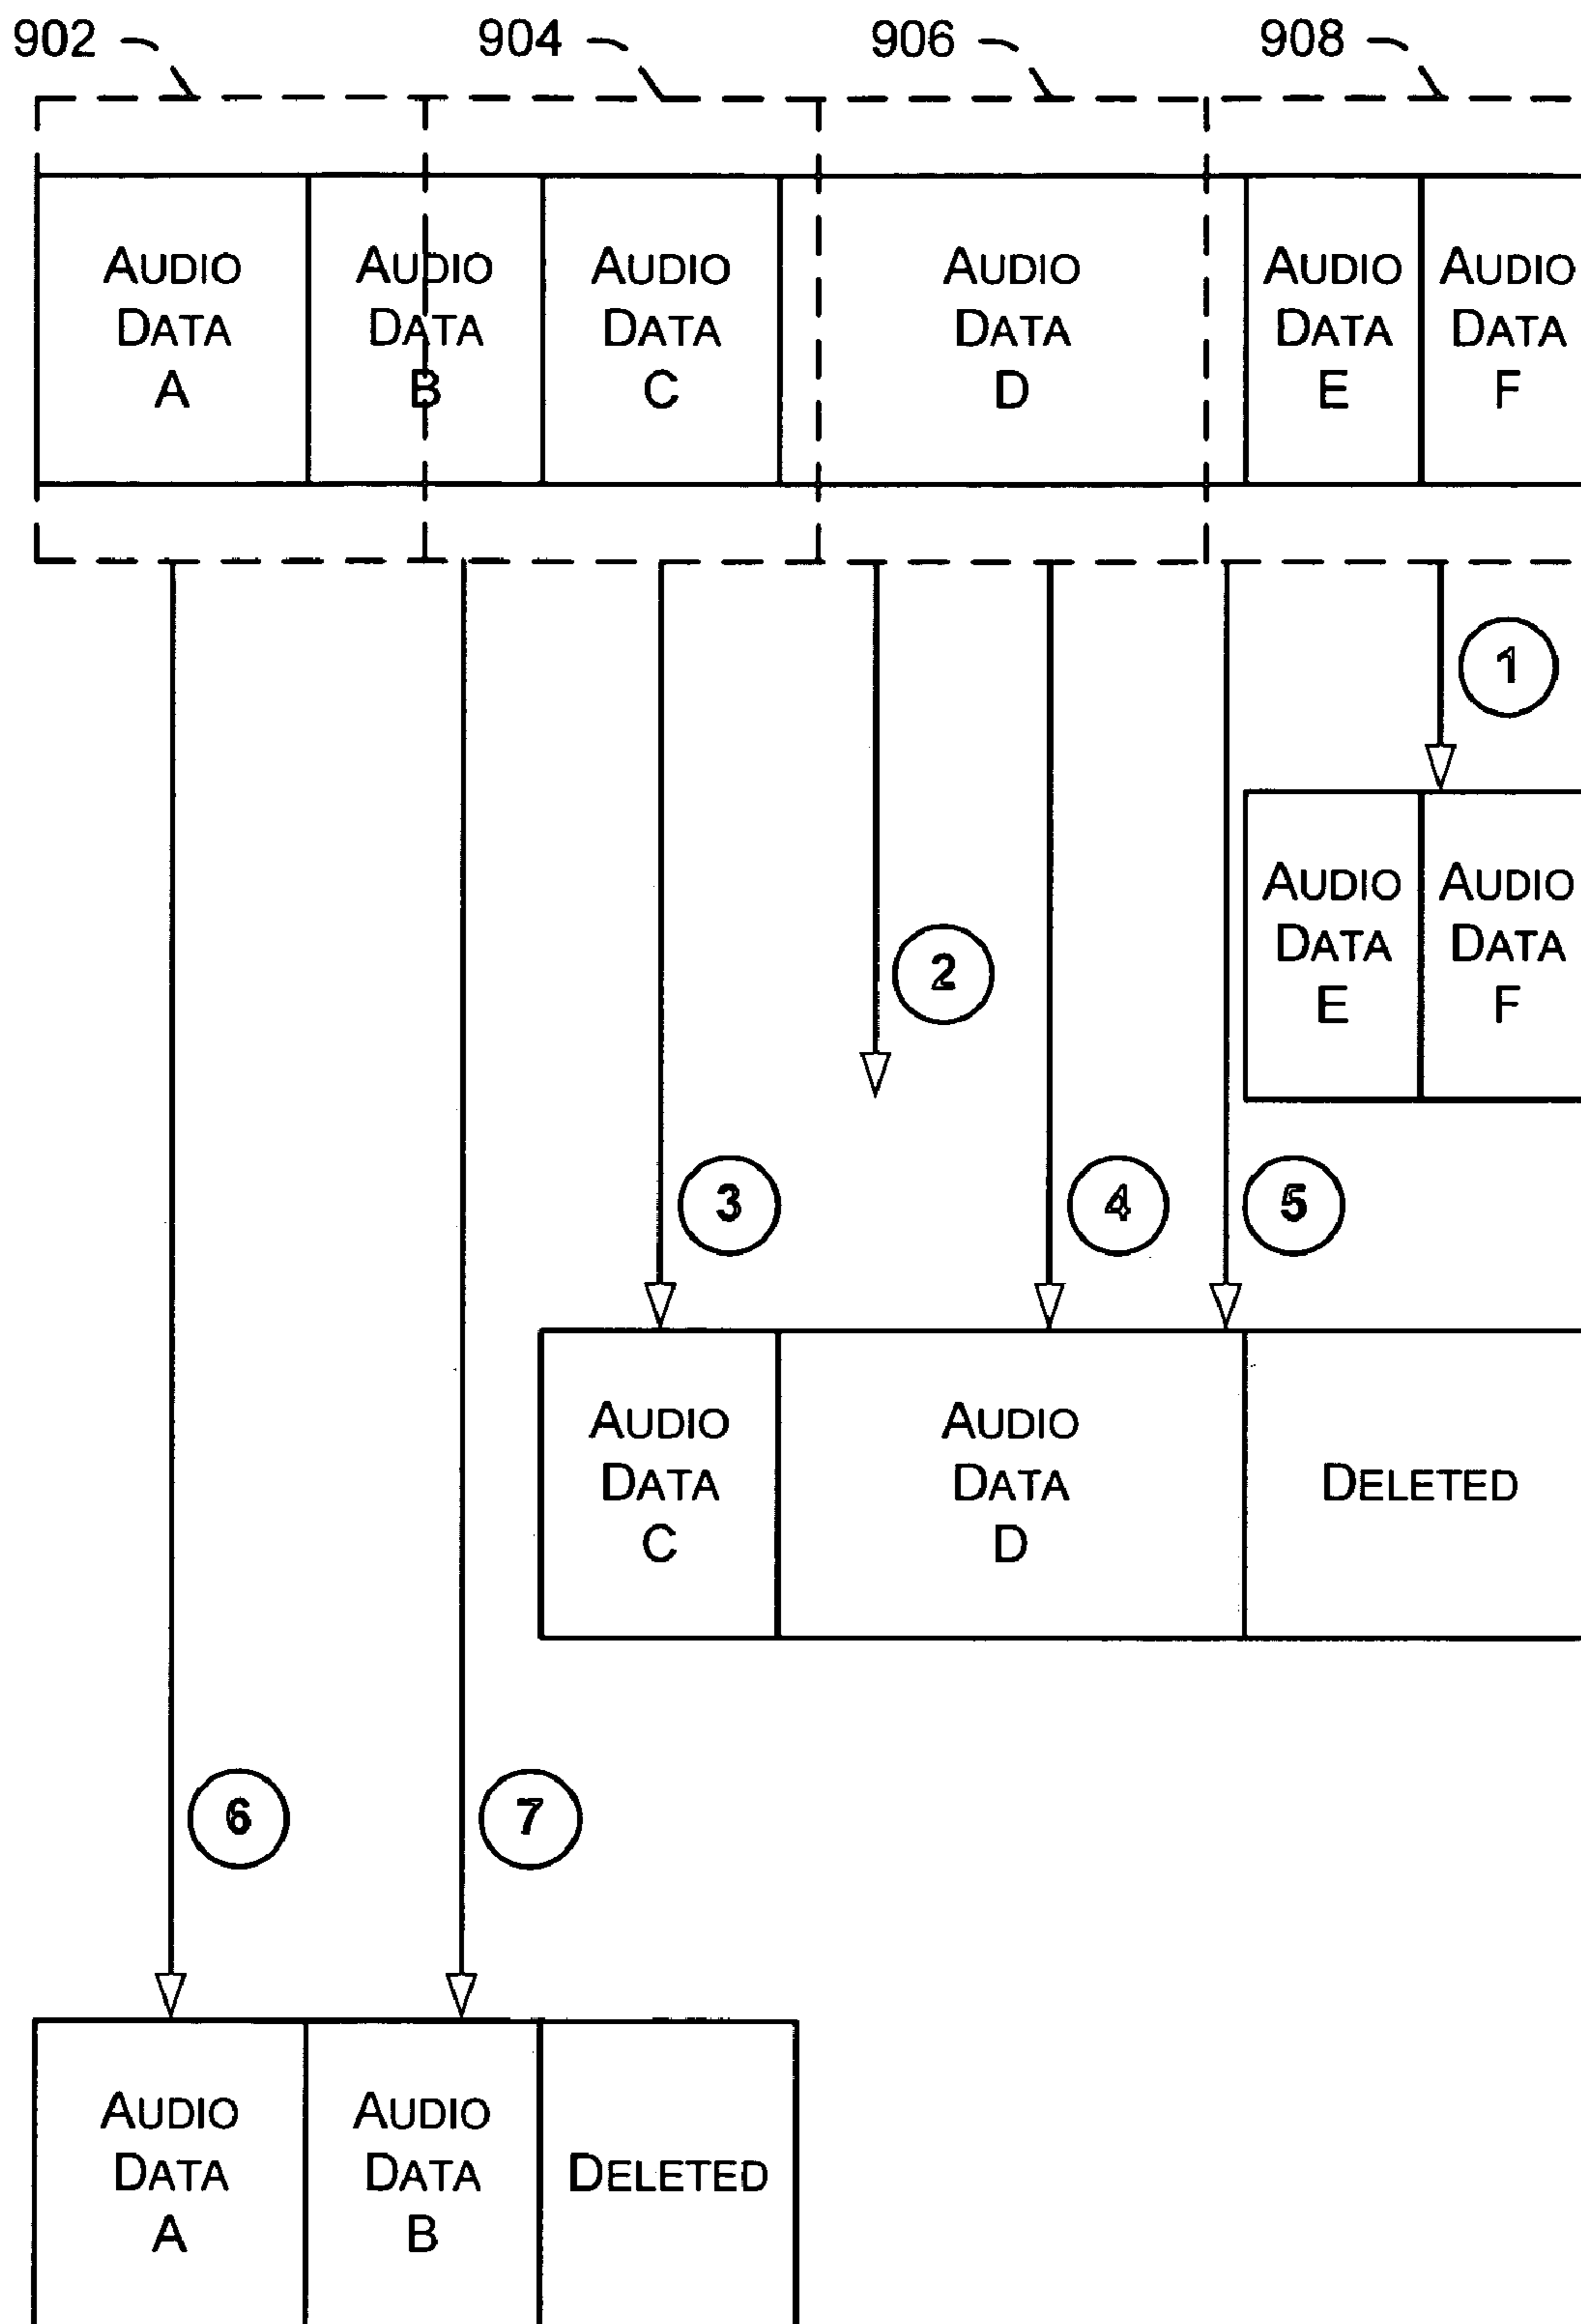 902 904 906 908
AUDIO DATA A
AUDIO DATA B
AUDIO DATA C
AUDIO DATA D
AUDIO DATA E
AUDIO DATA F
1
AUDIO DATA E
AUDIO DATA F
2
3 4 5
AUDIO DATA C
AUDIO DATA D
DELETED
6 7
AUDIO DATA A
AUDIO DATA B
DELETED